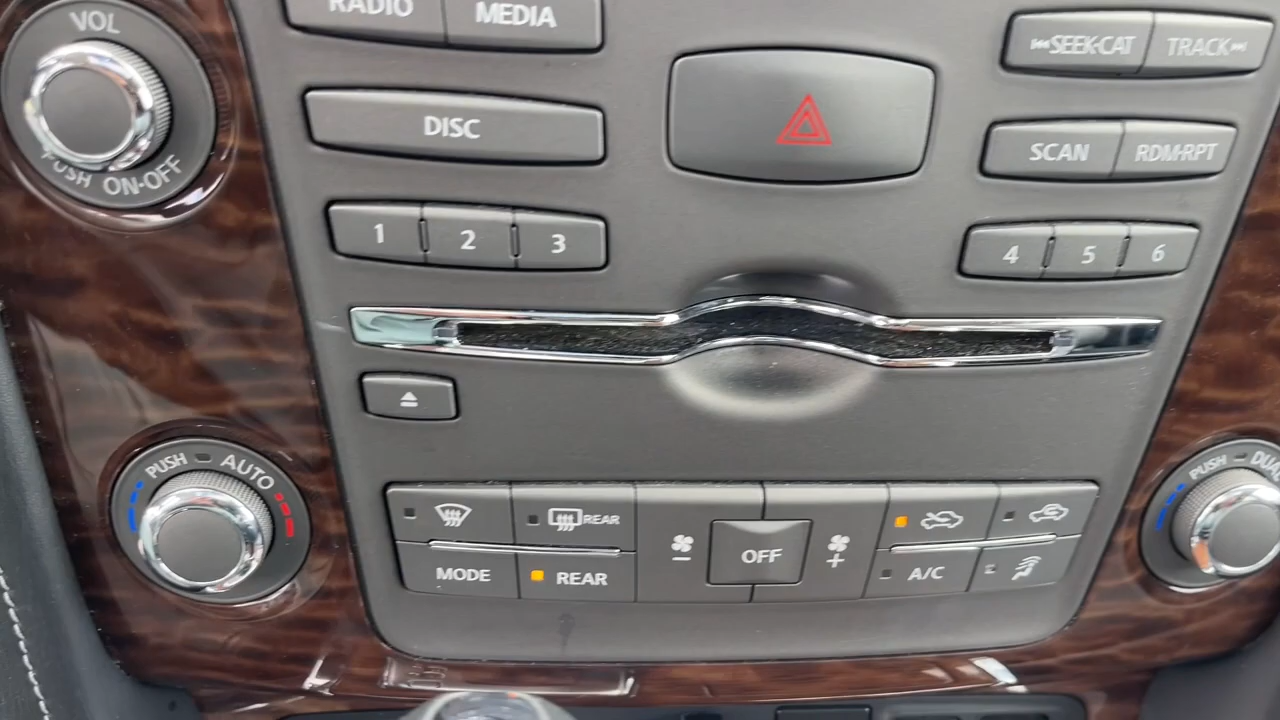 VOL
PUSH ON-OFF
RADIO MEDIA
DISC
SEEK·CAT TRACK
SCAN RDM·RPT
1 2 3
4 5 6
PUSH AUTO
REAR
MODE REAR
OFF
A/C
PUSH